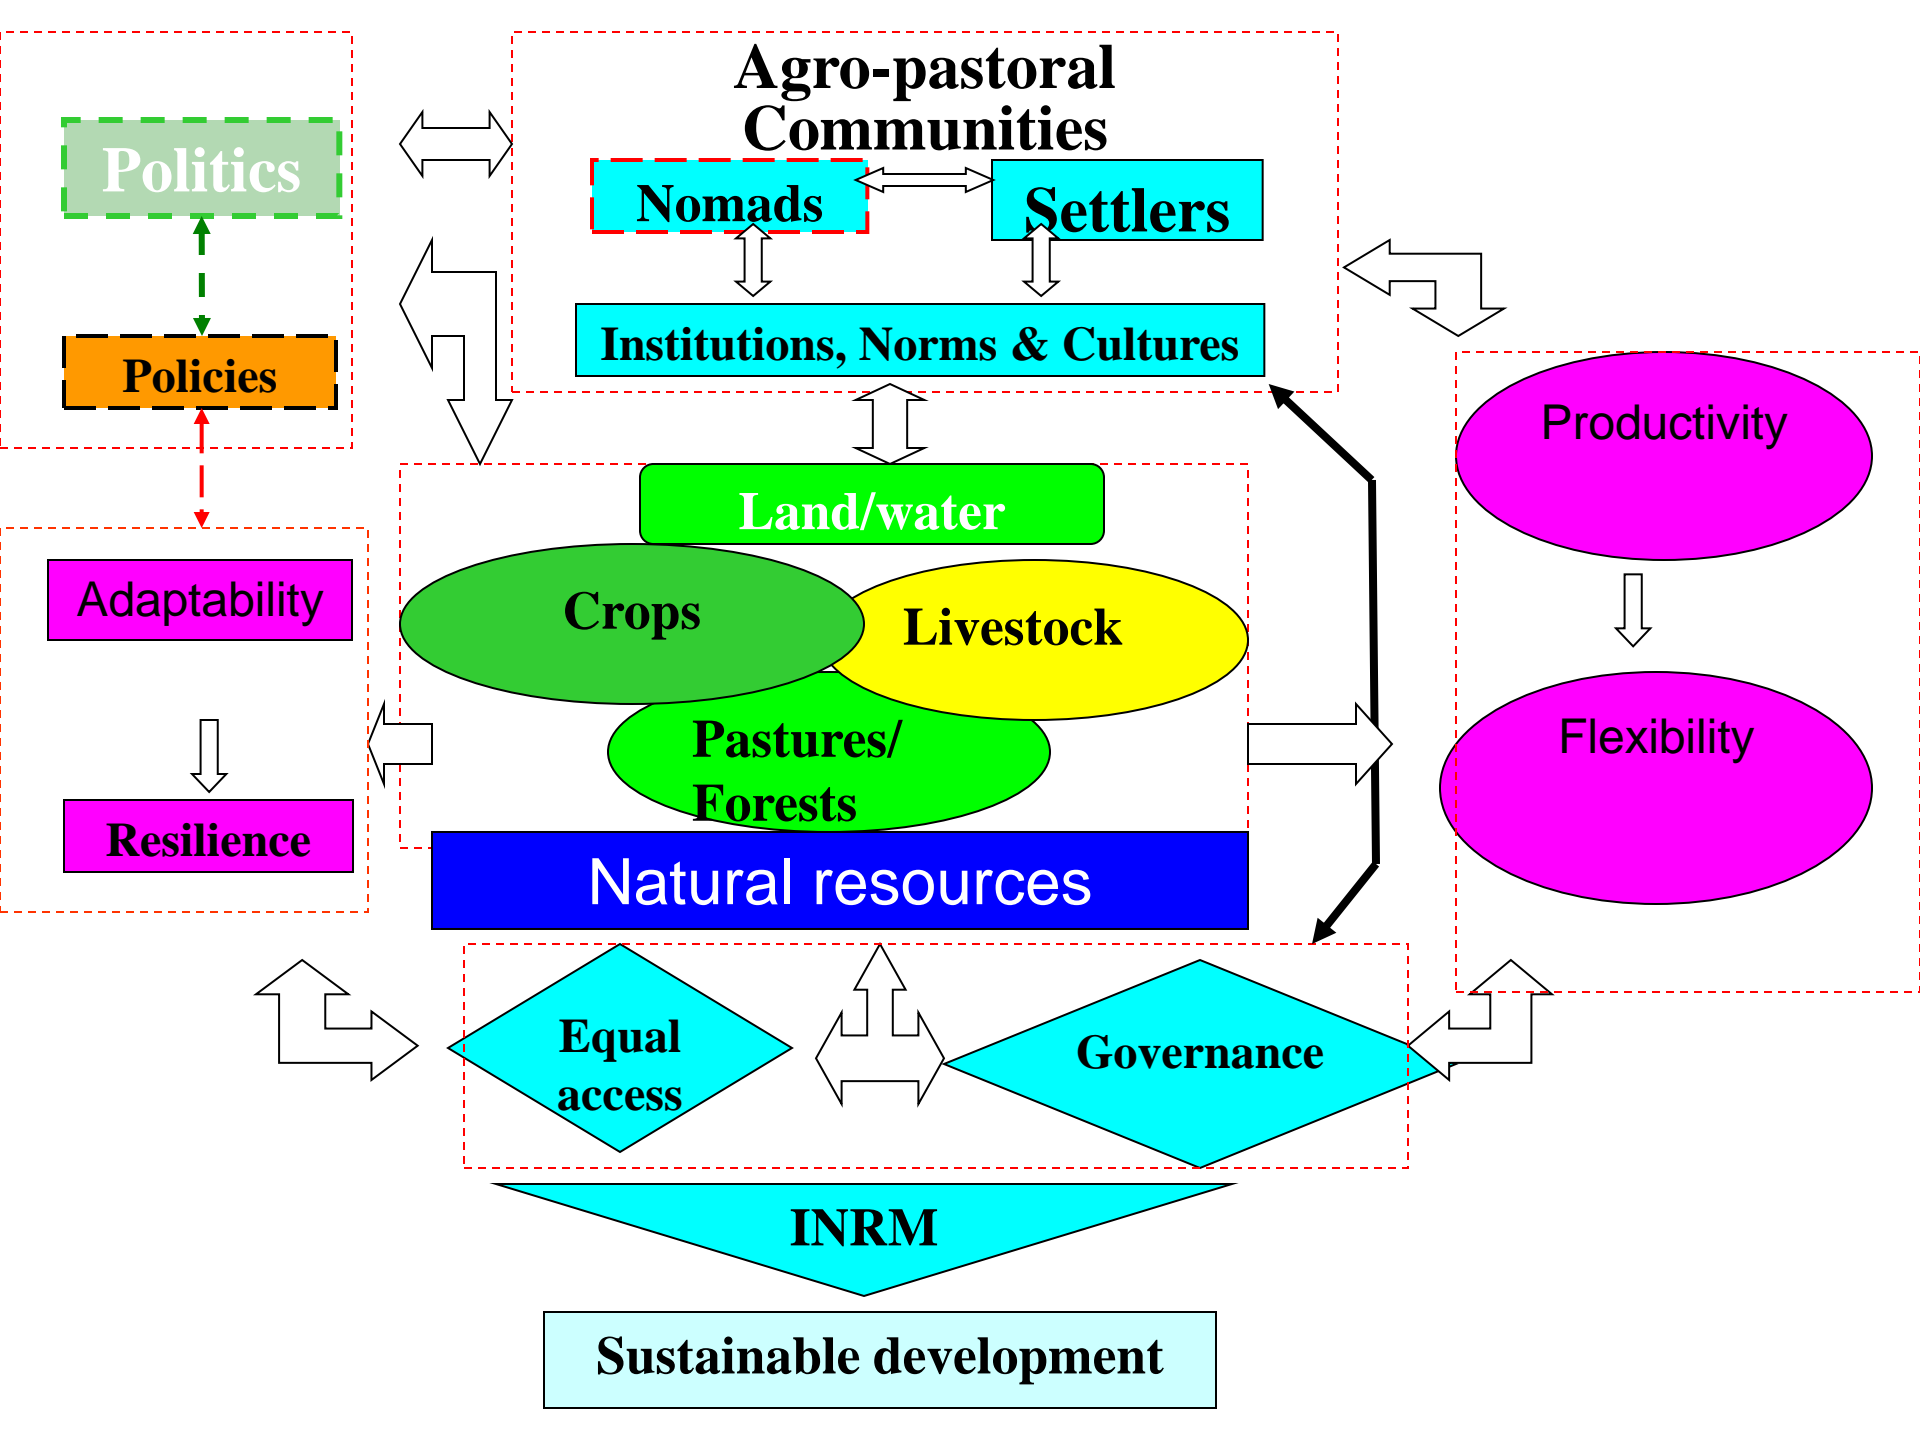 Agro-pastoral
Communities
Politics
Nomads
Settlers
Institutions, Norms & Cultures
Policies
Productivity
Land/water
Adaptability
Crops
Livestock
Pastures/
Forests
Flexibility
Resilience
Natural resources
Equal
access
Governance
INRM
Sustainable development